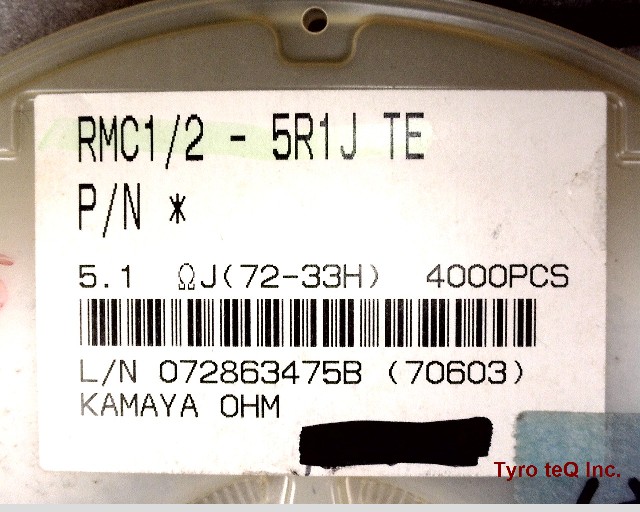 RMC1/2 - 5R1J TE
P/N *
5.1 ΩJ(72-33H) 4000PCS
L/N 072863475B (70603)
KAMAYA OHM
Tyro teQ Inc.